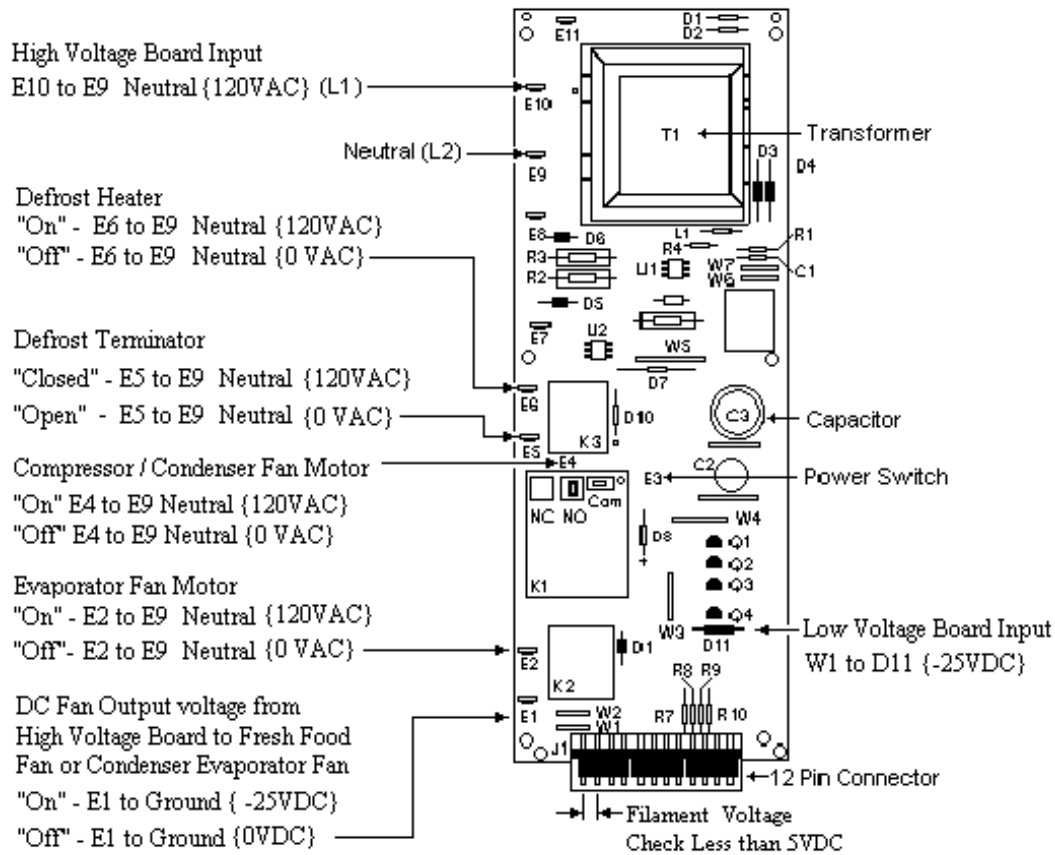 High Voltage Board Input
E10 to E9 Neutral {120VAC} (L1)
Neutral (L2)
Defrost Heater
"On" - E6 to E9 Neutral {120VAC}
"Off" - E6 to E9 Neutral {0 VAC}
Defrost Terminator
"Closed" - E5 to E9 Neutral {120VAC}
"Open" - E5 to E9 Neutral {0 VAC}
Compressor / Condenser Fan Motor
"On" E4 to E9 Neutral {120VAC}
"Off" E4 to E9 Neutral {0 VAC}
Evaporator Fan Motor
"On" - E2 to E9 Neutral {120VAC}
"Off"- E2 to E9 Neutral {0 VAC}
DC Fan Output voltage from
High Voltage Board to Fresh Food
Fan or Condenser Evaporator Fan
"On" - E1 to Ground { -25VDC}
"Off" - E1 to Ground {0VDC}
E11
D1
D2
E10
T1
E9
D3
D4
E8
D6
L1
R4
R1
R3
R2
U1
W7
W6
C1
D5
E7
U2
W5
D7
E6
D10
K3
C3
E5
E4
C2
E3
Com
NC NO
W4
D8
+
K1
Q1
Q2
Q3
Q4
W3
D11
E2
D1
K2
R8
R9
E1
W2
W1
R7
R10
J1
Transformer
Capacitor
Power Switch
Low Voltage Board Input
W1 to D11 {-25VDC}
12 Pin Connector
Filament Voltage
Check Less than 5VDC